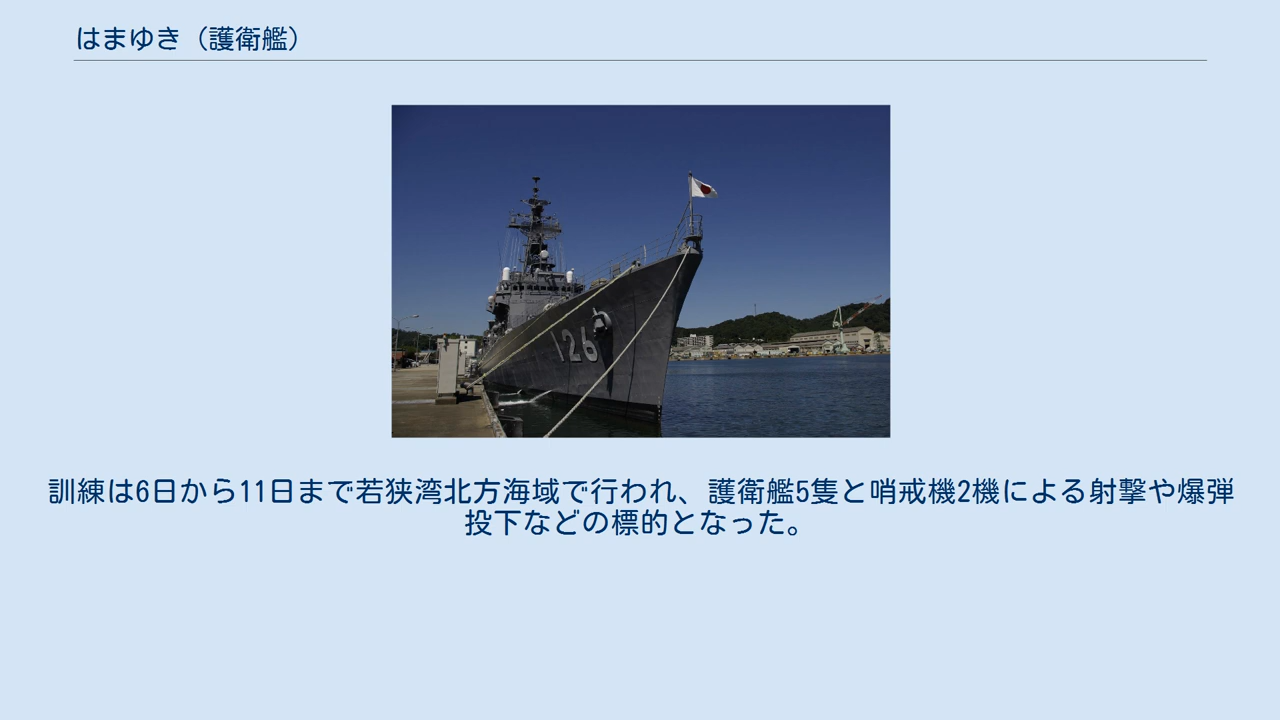 はまゆき（護衛艦）
126
訓練は6日から11日まで若狭湾北方海域で行われ、護衛艦5隻と哨戒機2機による射撃や爆弾
投下などの標的となった。